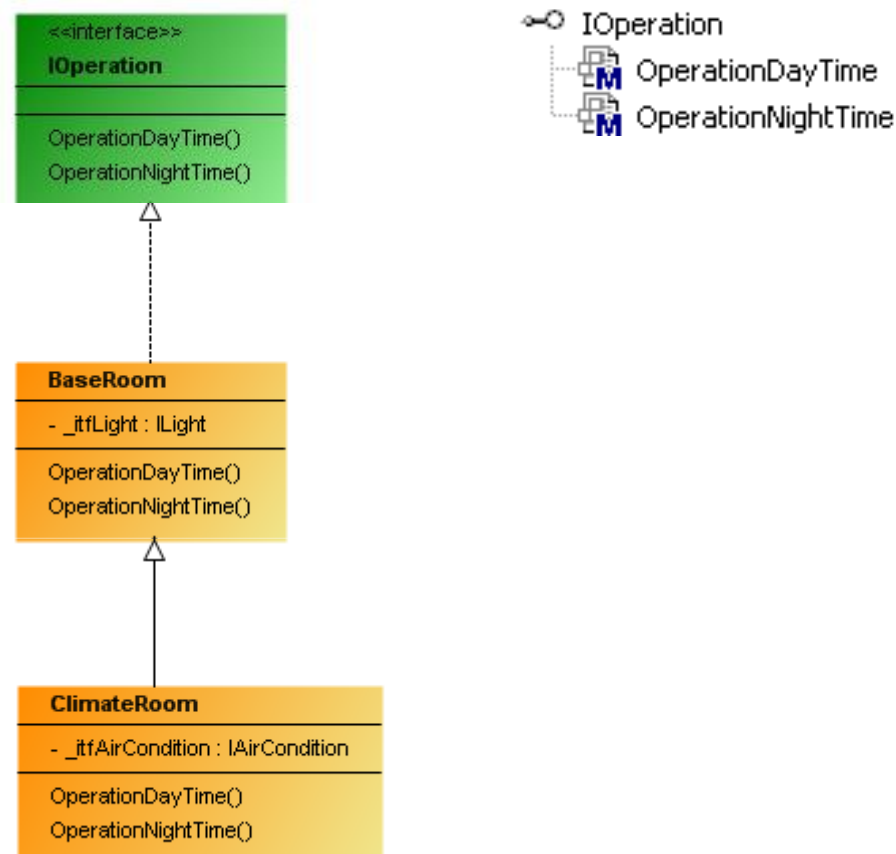 <<interface>>
IOperation
OperationDayTime()
OperationNightTime()
BaseRoom
- _itfLight : ILight
OperationDayTime()
OperationNightTime()
ClimateRoom
- _itfAirCondition : IAirCondition
OperationDayTime()
OperationNightTime()
IOperation
M OperationDayTime
M OperationNightTime